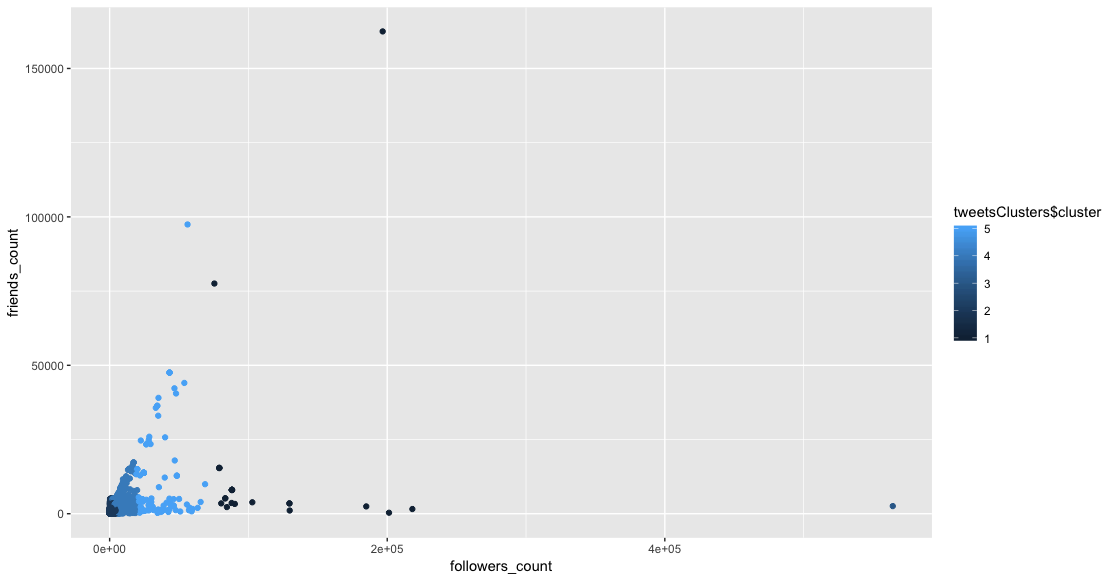 150000
100000
50000
0
friends_count
0e+00
2e+05
4e+05
followers_count
tweetsClusters$cluster
5
4
3
2
1